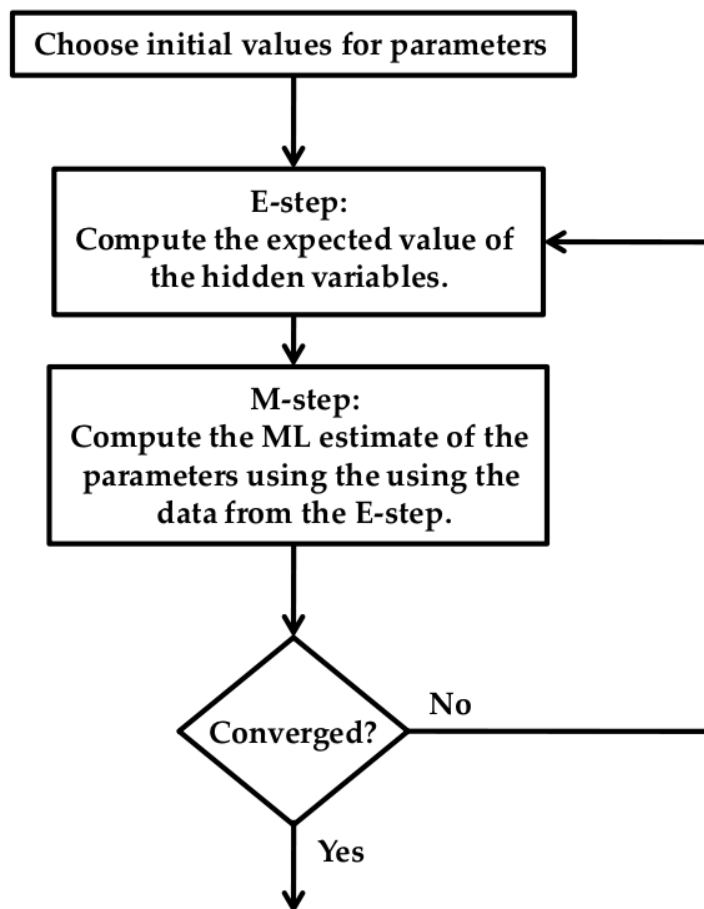 Choose initial values for parameters
E-step:
Compute the expected value of
the hidden variables.
M-step:
Compute the ML estimate of the
parameters using the using the
data from the E-step.
Converged?
No
Yes